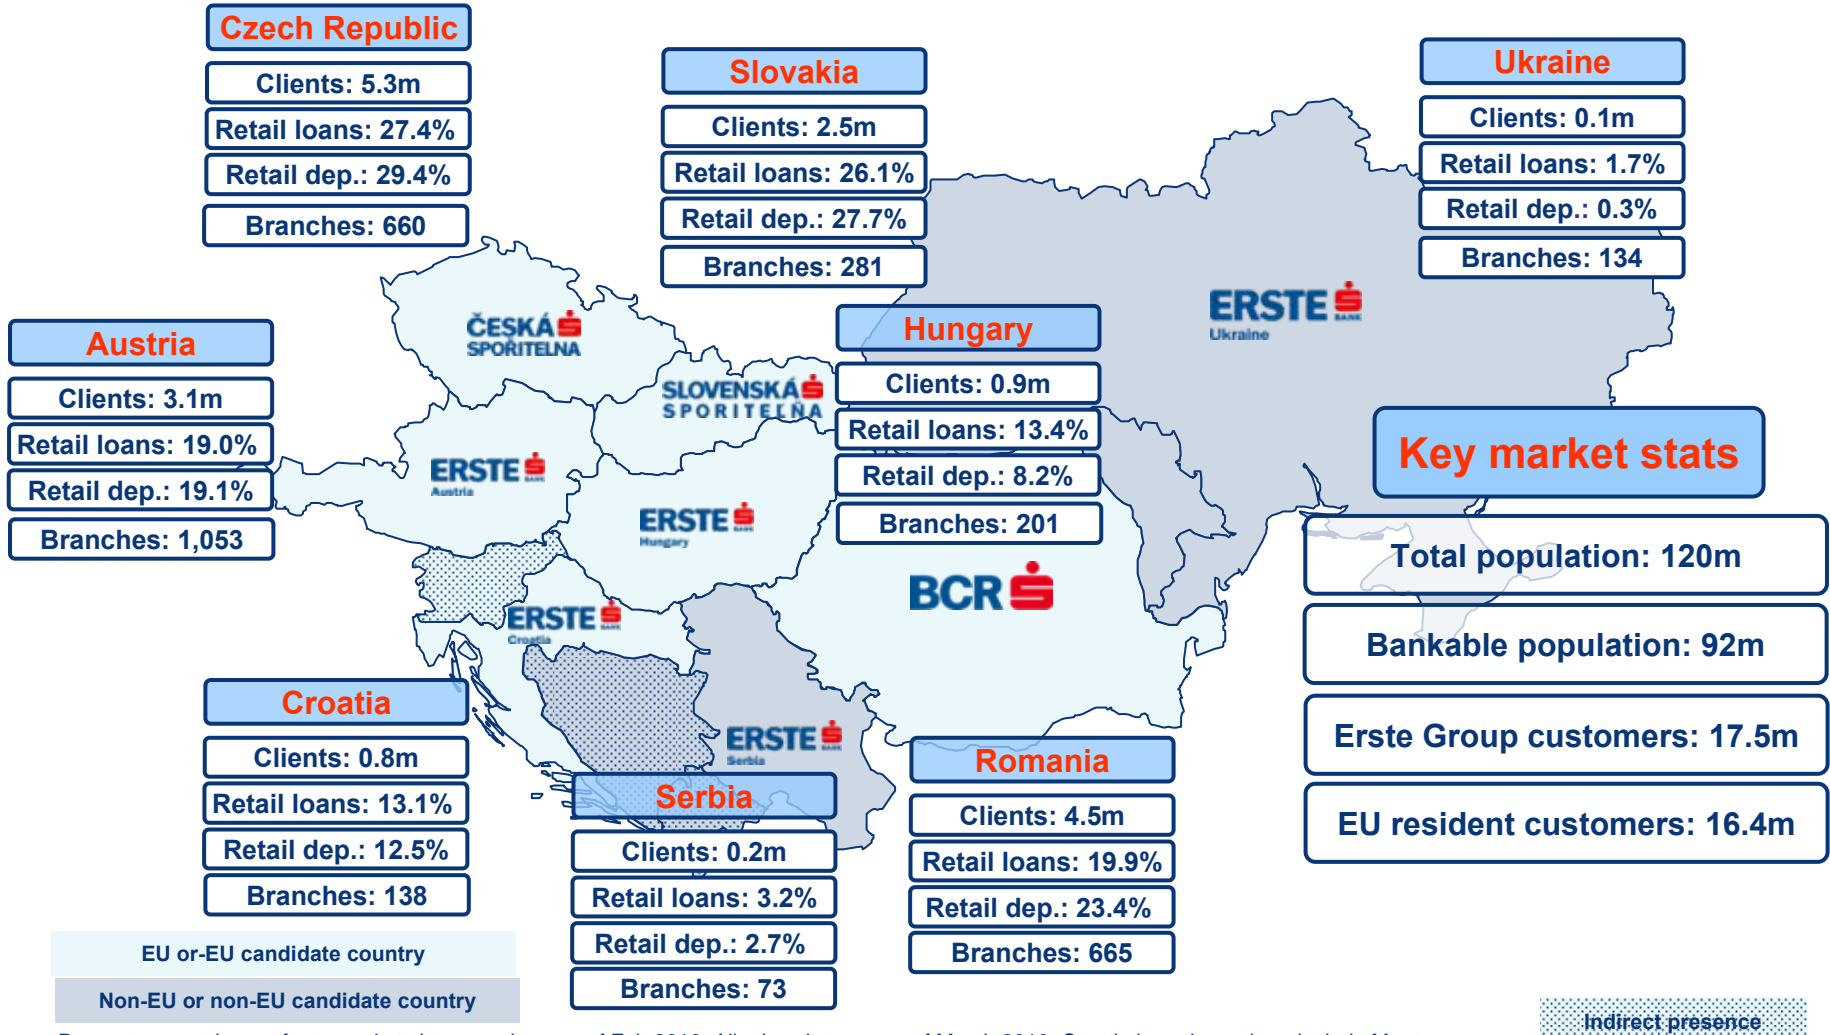 Czech Republic
Clients: 5.3m
Retail loans: 27.4%
Retail dep.: 29.4%
Branches: 660
Slovakia
Clients: 2.5m
Retail loans: 26.1%
Retail dep.: 27.7%
Branches: 281
Ukraine
Clients: 0.1m
Retail loans: 1.7%
Retail dep.: 0.3%
Branches: 134
ČESKÁ
SPOŘITELNA
SLOVENSKÁ
SPORITEĽŇA
ERSTE
BANK
Ukraine
Austria
Clients: 3.1m
Retail loans: 19.0%
Retail dep.: 19.1%
Branches: 1,053
ERSTE
BANK
Austria
Hungary
Clients: 0.9m
Retail loans: 13.4%
Retail dep.: 8.2%
Branches: 201
ERSTE
BANK
Hungary
BCR
Key market stats
Total population: 120m
Bankable population: 92m
Erste Group customers: 17.5m
EU resident customers: 16.4m
ERSTE
BANK
Croatia
Croatia
Clients: 0.8m
Retail loans: 13.1%
Retail dep.: 12.5%
Branches: 138
ERSTE
BANK
Serbia
Serbia
Clients: 0.2m
Retail loans: 3.2%
Retail dep.: 2.7%
Branches: 73
Romania
Clients: 4.5m
Retail loans: 19.9%
Retail dep.: 23.4%
Branches: 665
EU or-EU candidate country
Non-EU or non-EU candidate country
Indirect presence